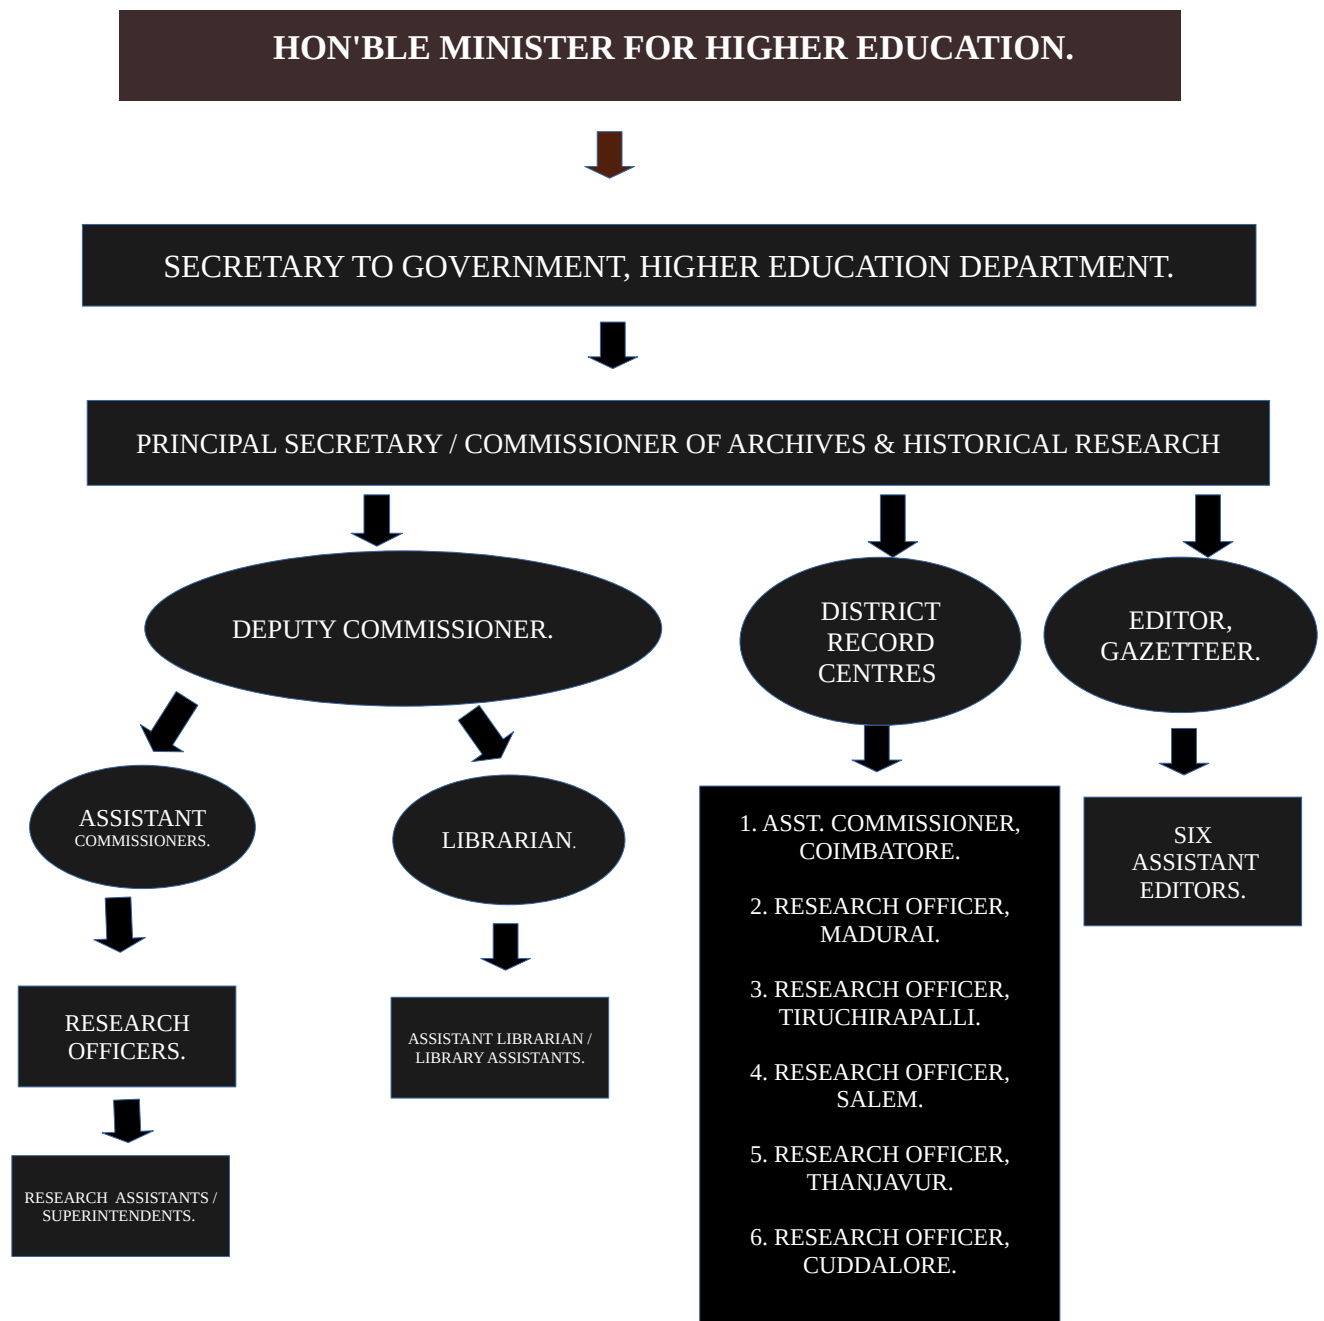 HON'BLE MINISTER FOR HIGHER EDUCATION.
SECRETARY TO GOVERNMENT, HIGHER EDUCATION DEPARTMENT.
PRINCIPAL SECRETARY / COMMISSIONER OF ARCHIVES & HISTORICAL RESEARCH
DEPUTY COMMISSIONER.
DISTRICT
RECORD
CENTRES
EDITOR,
GAZETTEER.
ASSISTANT
COMMISSIONERS.
LIBRARIAN.
1. ASST. COMMISSIONER,
COIMBATORE.
2. RESEARCH OFFICER,
MADURAI.
3. RESEARCH OFFICER,
TIRUCHIRAPALLI.
4. RESEARCH OFFICER,
SALEM.
5. RESEARCH OFFICER,
THANJAVUR.
6. RESEARCH OFFICER,
CUDDALORE.
SIX
ASSISTANT
EDITORS.
RESEARCH
OFFICERS.
ASSISTANT LIBRARIAN /
LIBRARY ASSISTANTS.
RESEARCH ASSISTANTS /
SUPERINTENDENTS.